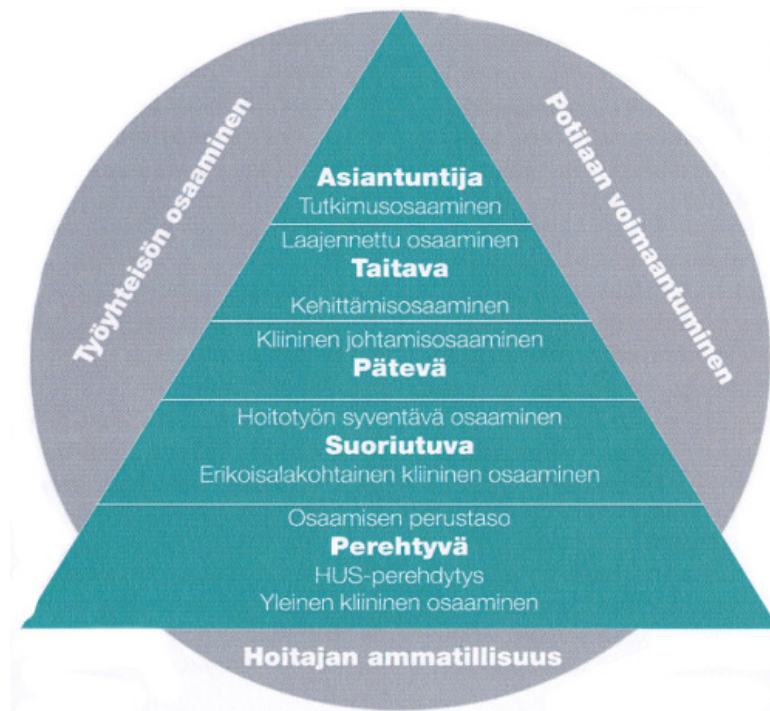 Työyhteisön osaaminen
Potilaan voimaantuminen
Asiantuntija
Tutkimusosaaminen
Laajennettu osaaminen
Taitava
Kehittämisosaaminen
Kliininen johtamisosaaminen
Pätevä
Hoitotyön syventävä osaaminen
Suoriutuva
Erikoisalakohtainen kliininen osaaminen
Osaamisen perustaso
Perehtyvä
HUS-perehdytys
Yleinen kliininen osaaminen
Hoitajan ammatillisuus